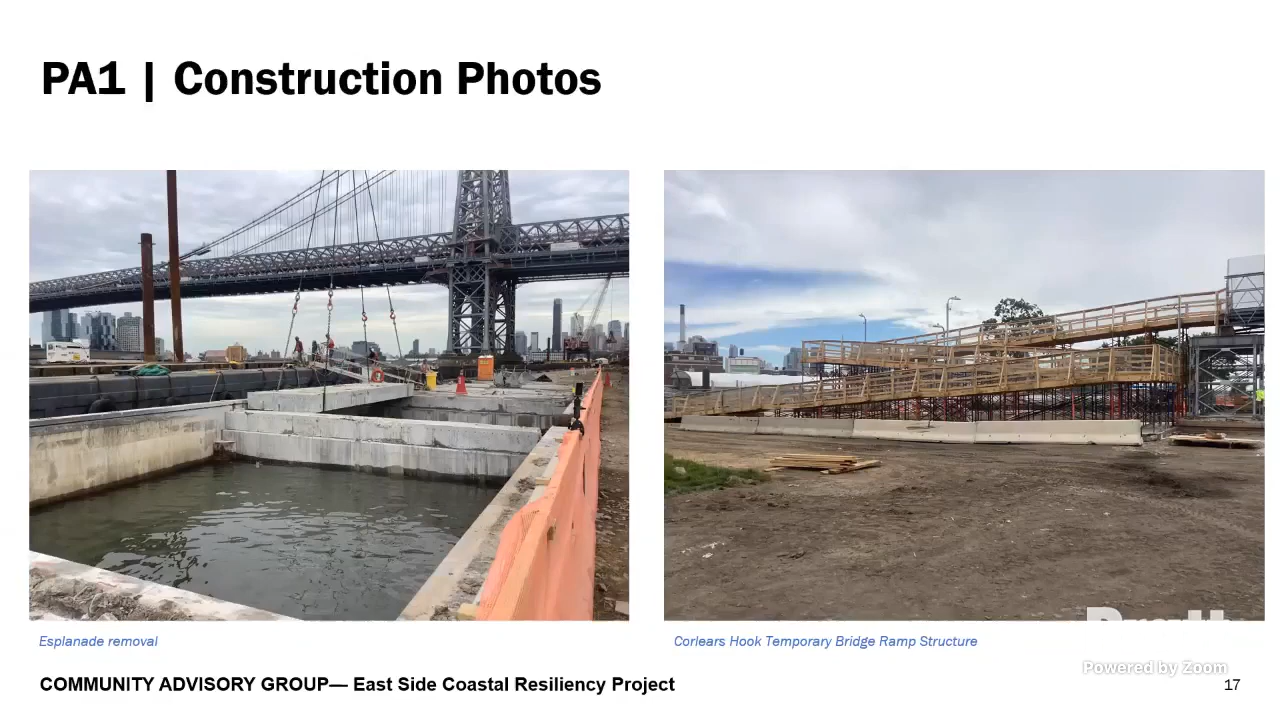 PA1 | Construction Photos
Esplanade removal
Corlears Hook Temporary Bridge Ramp Structure
Powered by Zoom
COMMUNITY ADVISORY GROUP— East Side Coastal Resiliency Project
17